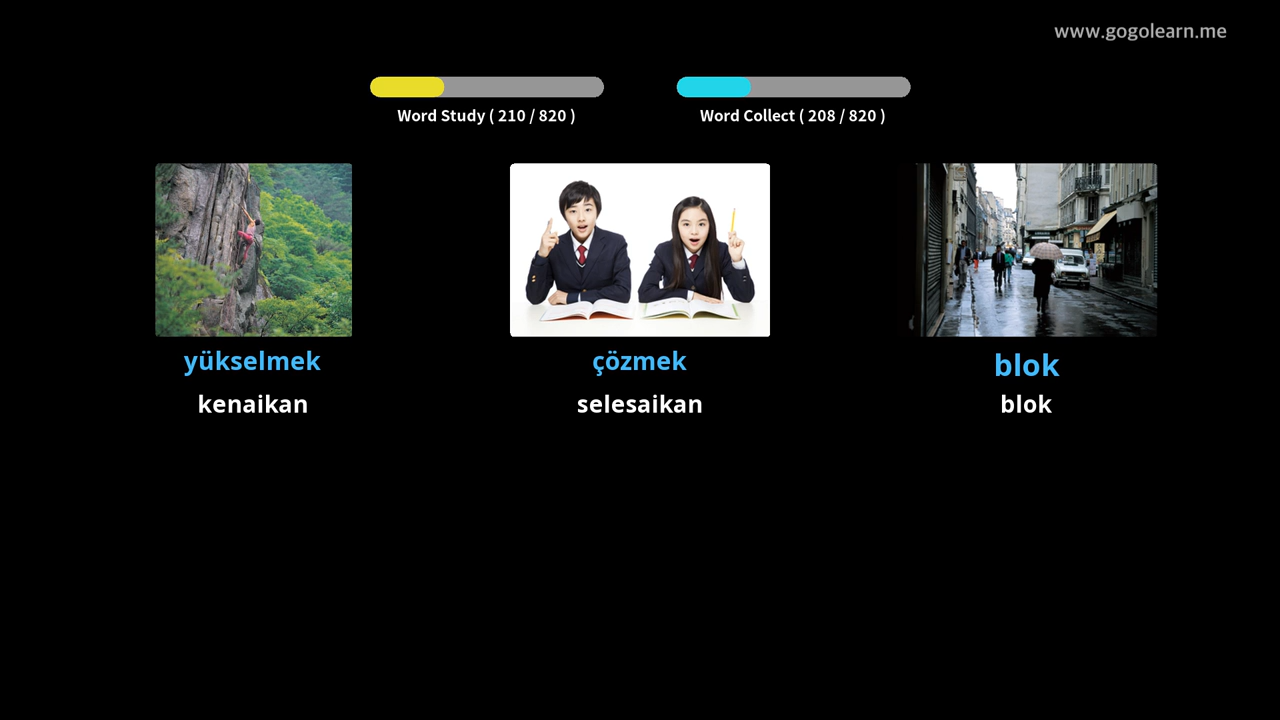 www.gogolearn.me
Word Study ( 210 / 820 )
Word Collect ( 208 / 820 )
yükselmek
çözmek
blok
kenaikan
selesaikan
blok